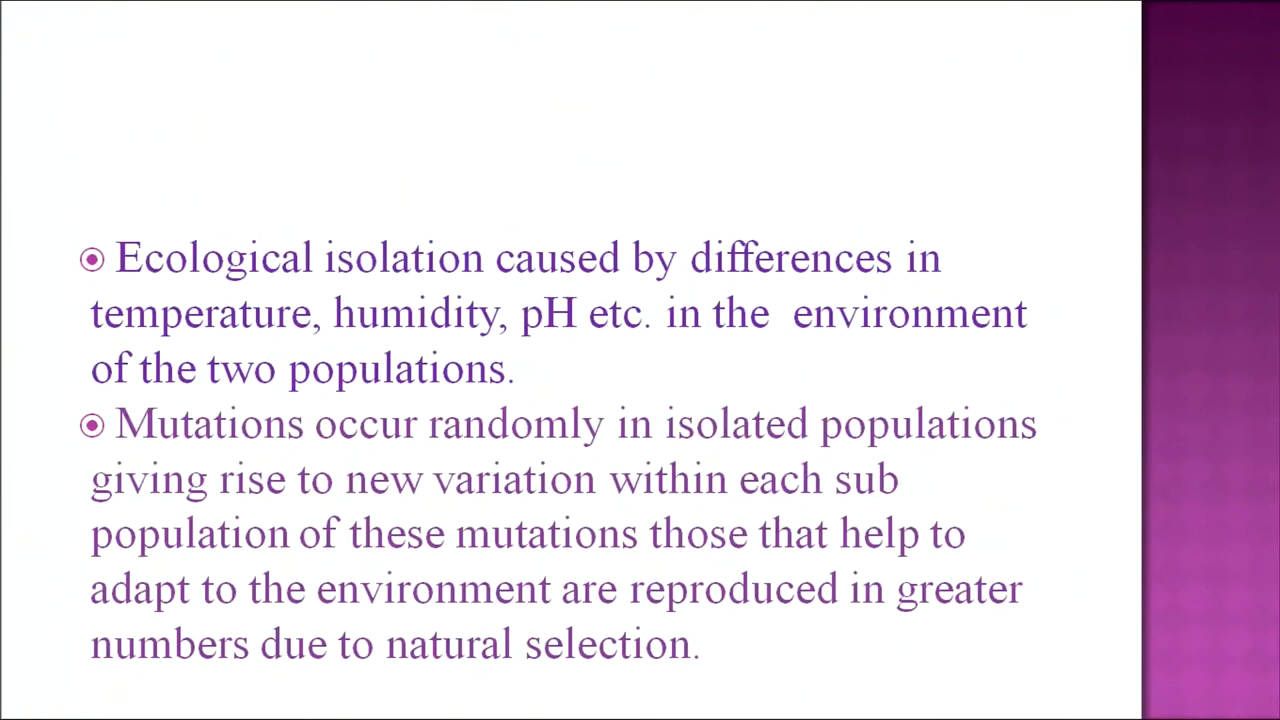 Ecological isolation caused by differences in
temperature, humidity, pH etc. in the environment
of the two populations.
Mutations occur randomly in isolated populations
giving rise to new variation within each sub
population of these mutations those that help to
adapt to the environment are reproduced in greater
numbers due to natural selection.